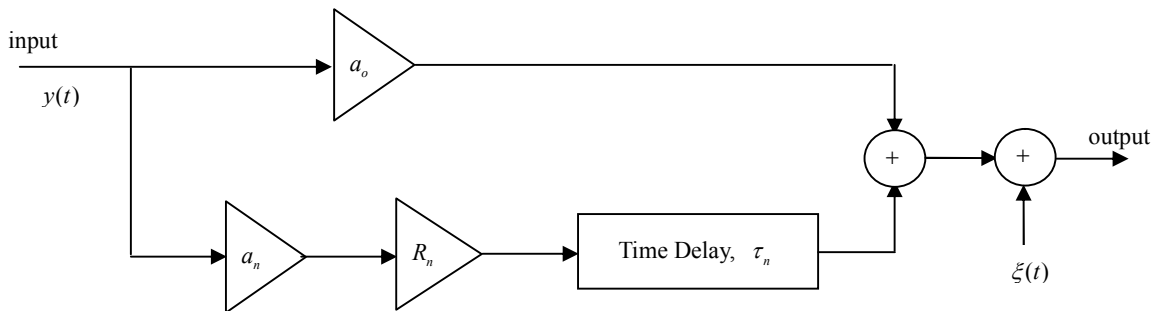 input
y(t)
a_o
+
+
output
a_n
R_n
Time Delay, τ_n
ξ(t)